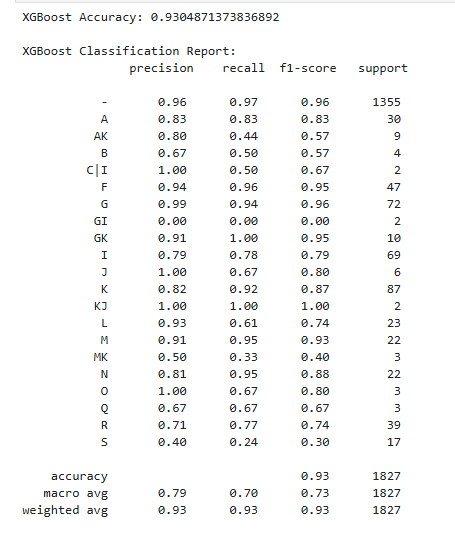 XGBoost Accuracy: 0.9304871373836892
XGBoost Classification Report:
precision recall f1-score support
- 0.96 0.97 0.96 1355
A 0.83 0.83 0.83 30
AK 0.80 0.44 0.57 9
B 0.67 0.50 0.57 4
C|I 1.00 0.50 0.67 2
F 0.94 0.96 0.95 47
G 0.99 0.94 0.96 72
GI 0.00 0.00 0.00 2
GK 0.91 1.00 0.95 10
I 0.79 0.78 0.79 69
J 1.00 0.67 0.80 6
K 0.82 0.92 0.87 87
KJ 1.00 1.00 1.00 2
L 0.93 0.61 0.74 23
M 0.91 0.95 0.93 22
MK 0.50 0.33 0.40 3
N 0.81 0.95 0.88 22
O 1.00 0.67 0.80 3
Q 0.67 0.67 0.67 3
R 0.71 0.77 0.74 39
S 0.40 0.24 0.30 17
accuracy 0.93 1827
macro avg 0.79 0.70 0.73 1827
weighted avg 0.93 0.93 0.93 1827